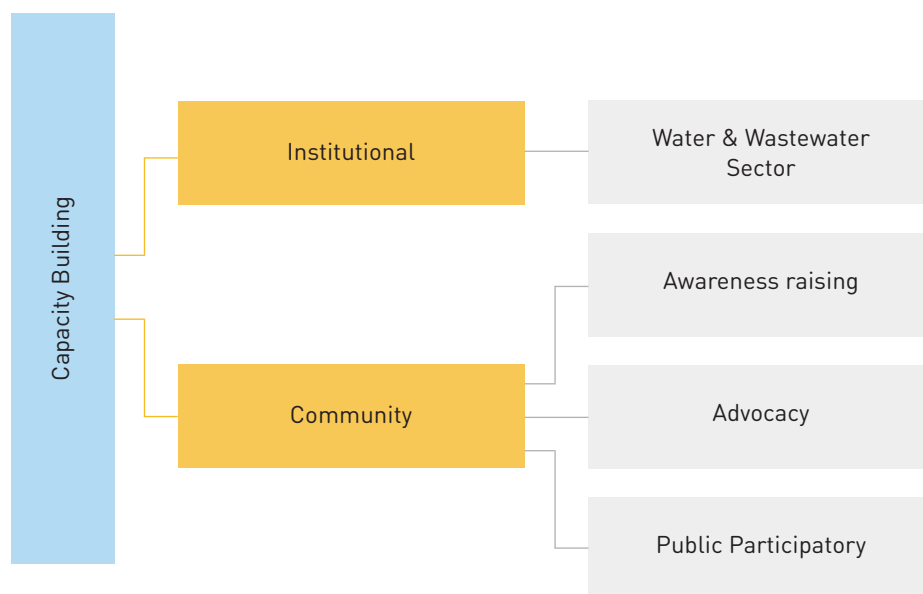 Capacity Building
Institutional
Water & Wastewater
Sector
Awareness raising
Community
Advocacy
Public Participatory